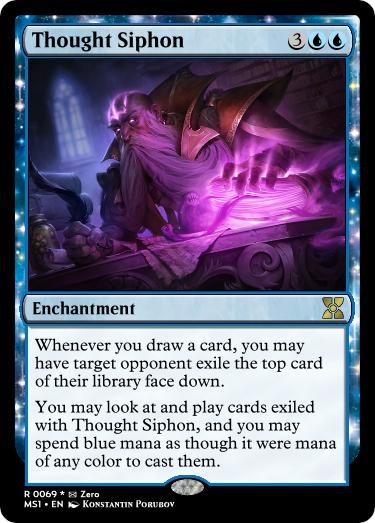 Thought Siphon 3
Enchantment
Whenever you draw a card, you may
have target opponent exile the top card
of their library face down.
You may look at and play cards exiled
with Thought Siphon, and you may
spend blue mana as though it were mana
of any color to cast them.
R 0069 * Zero
MS1 • EN Konstantin Porubov